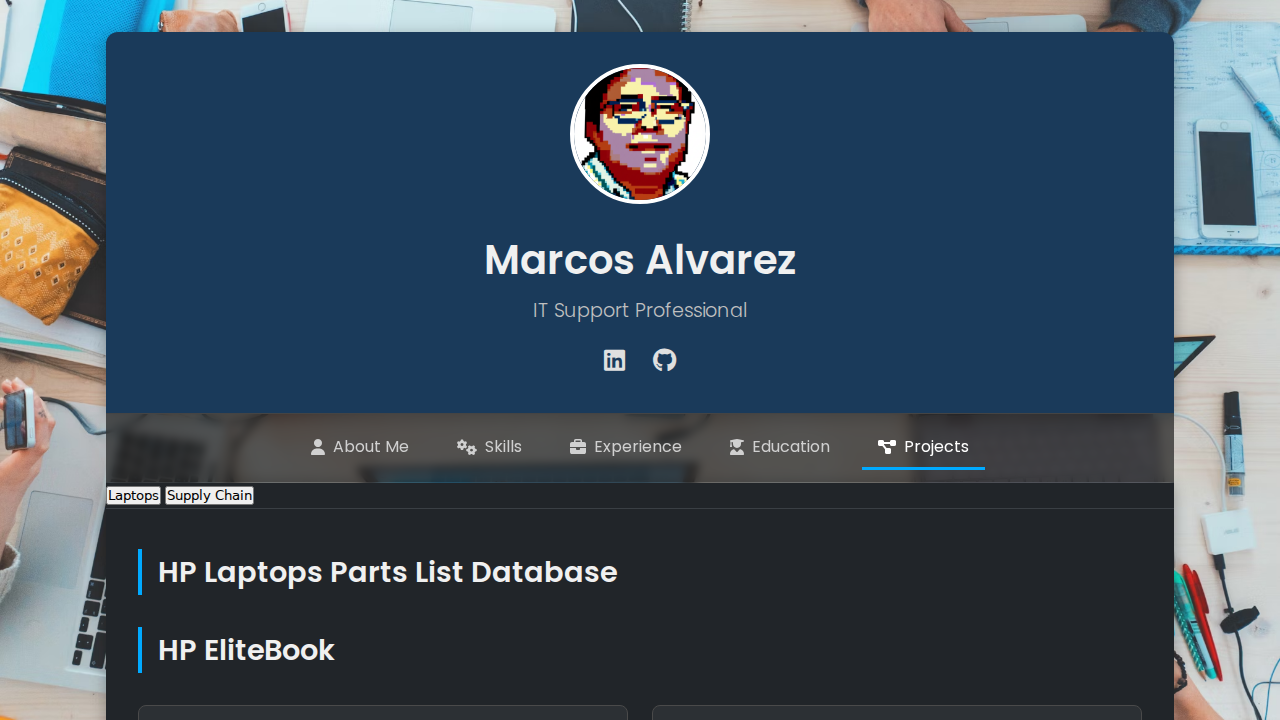 Marcos Alvarez
IT Support Professional
About Me
Skills
Experience
Education
Projects
Laptops
Supply Chain
HP Laptops Parts List Database
HP EliteBook